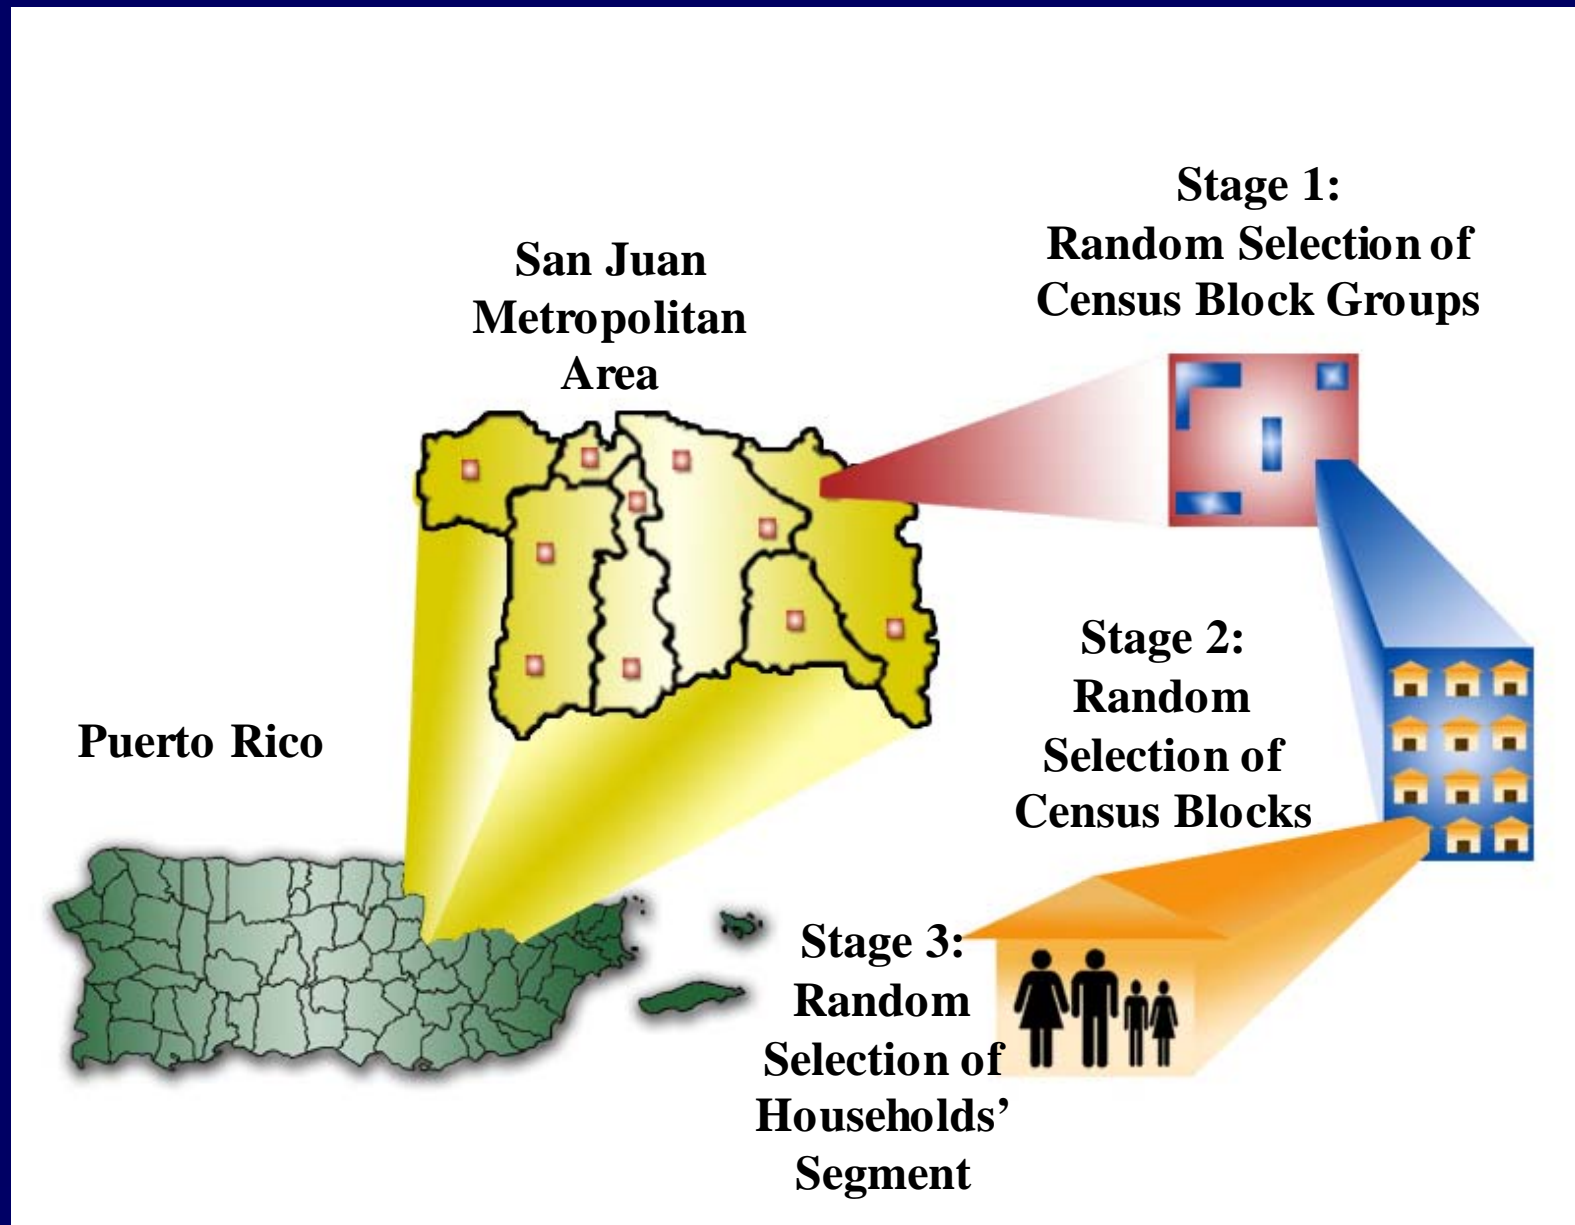 Stage 1:
Random Selection of
Census Block Groups
San Juan
Metropolitan
Area
Stage 2:
Random
Selection of
Census Blocks
Puerto Rico
Stage 3:
Random
Selection of
Households’
Segment